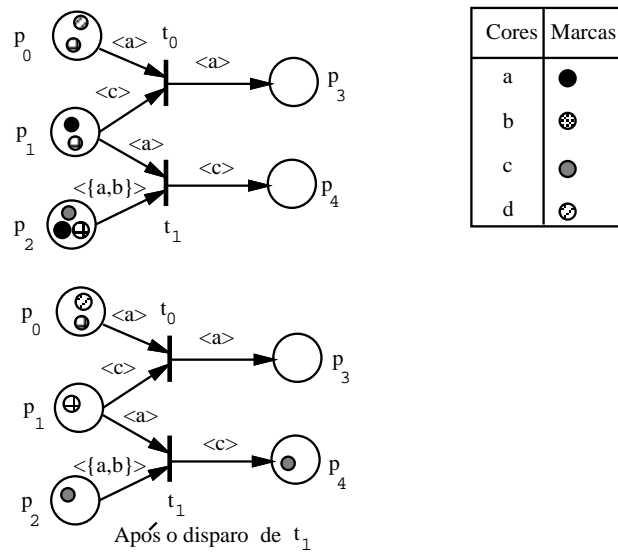 <a>
t0
p0
<a>
p3
<c>
p1
<a>
<{a,b}>
<c>
p4
p2
t1
Cores Marcas
a
b
c
d
p0
t0
<a>
<a>
p3
<c>
p1
<a>
<{a,b}>
<c>
p4
p2
t1
Após o disparo de t1